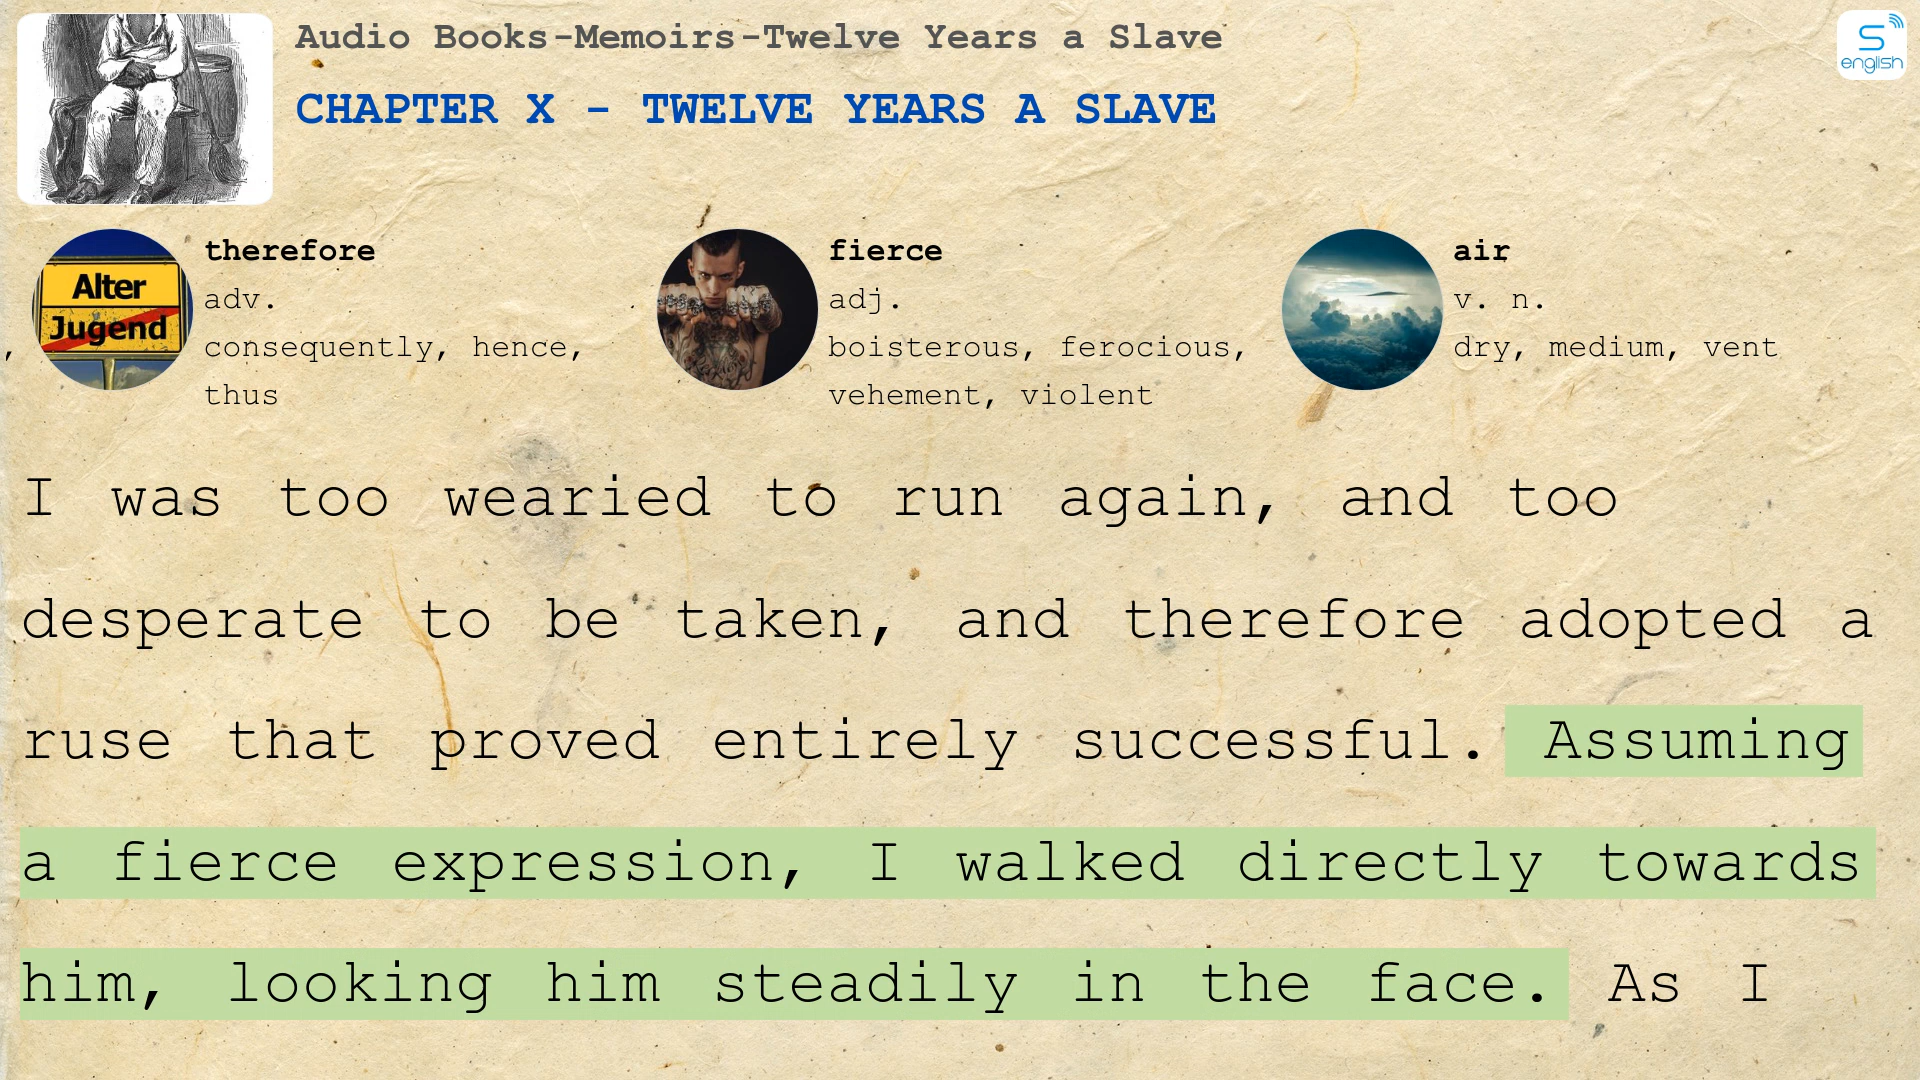 Audio Books-Memoirs-Twelve Years a Slave
CHAPTER X - TWELVE YEARS A SLAVE
S
english
Alter
Jugend
therefore
adv.
consequently, hence,
thus
fierce
adj.
boisterous, ferocious,
vehement, violent
air
v. n.
dry, medium, vent
,
I was too wearied to run again, and too
desperate to be taken, and therefore adopted a
ruse that proved entirely successful. Assuming
a fierce expression, I walked directly towards
him, looking him steadily in the face. As I